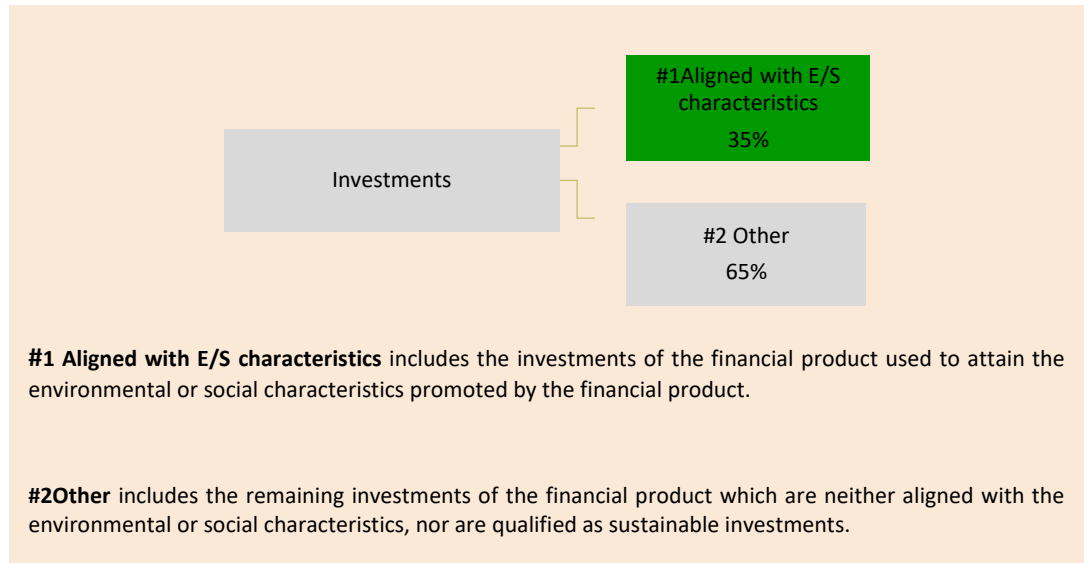 #1Aligned with E/S
characteristics
35%
Investments
#2 Other
65%
#1 Aligned with E/S characteristics includes the investments of the financial product used to attain the
environmental or social characteristics promoted by the financial product.
#2Other includes the remaining investments of the financial product which are neither aligned with the
environmental or social characteristics, nor are qualified as sustainable investments.